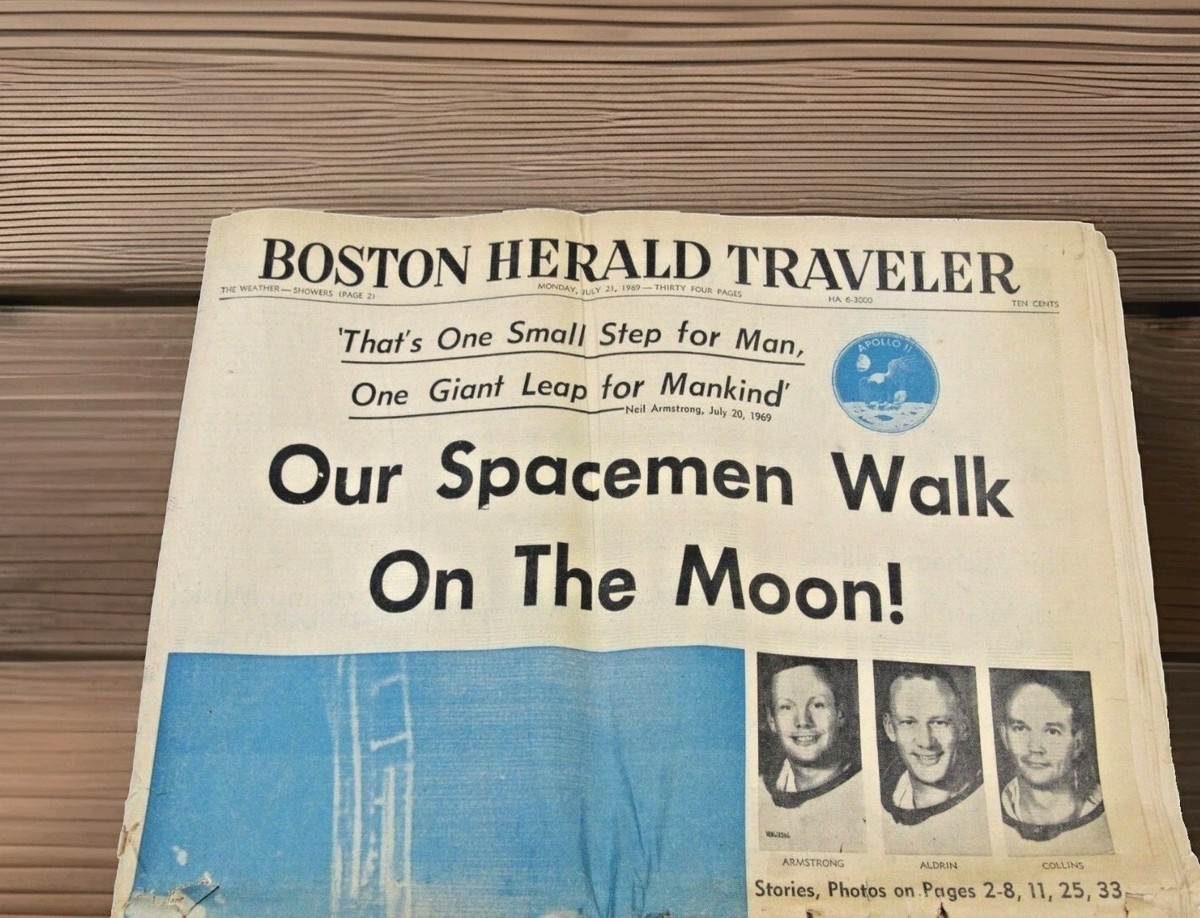 BOSTON HERALD TRAVELER
THE WEATHER — SHOWERS (PAGE 2) MONDAY, JULY 21, 1969 — THIRTY FOUR PAGES HA 6-3000 TEN CENTS
'That's One Small Step for Man,
One Giant Leap for Mankind'
Neil Armstrong, July 20, 1969
APOLLO 11
Our Spacemen Walk
On The Moon!
ARMSTRONG ALDRIN COLLINS
Stories, Photos on Pages 2-8, 11, 25, 33